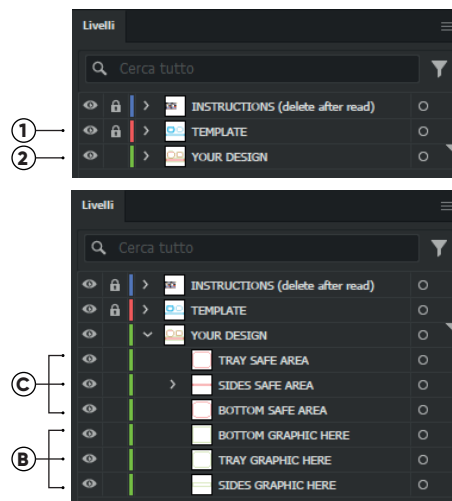 Livelli
Cerca tutto
INSTRUCTIONS (delete after read)
1 TEMPLATE
2 YOUR DESIGN
Livelli
Cerca tutto
INSTRUCTIONS (delete after read)
TEMPLATE
YOUR DESIGN
TRAY SAFE AREA
C SIDES SAFE AREA
BOTTOM SAFE AREA
BOTTOM GRAPHIC HERE
B TRAY GRAPHIC HERE
SIDES GRAPHIC HERE